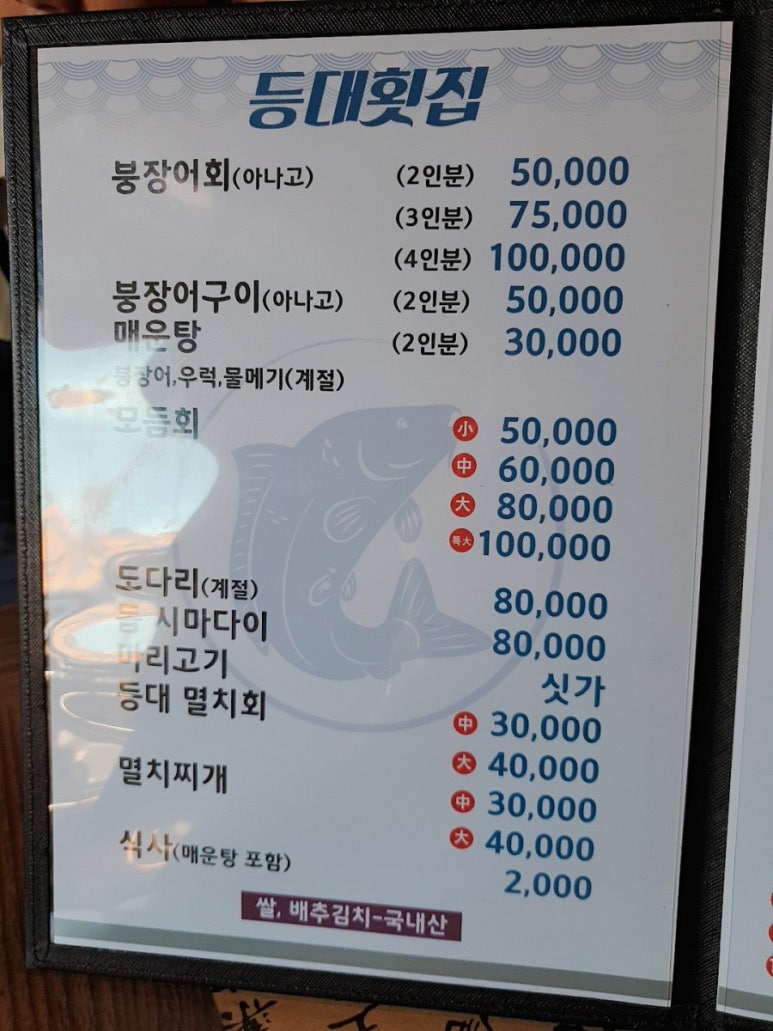 등대횟집
붕장어회(아나고) (2인분) 50,000
(3인분) 75,000
(4인분) 100,000
붕장어구이(아나고) (2인분) 50,000
매운탕 (2인분) 30,000
붕장어,우럭,물메기(계절)
모듬회 小 50,000
中 60,000
大 80,000
특大 100,000
도다리(계절) 80,000
시마다이 80,000
마리고기 싯가
등대 멸치회 中 30,000
大 40,000
멸치찌개 中 30,000
大 40,000
식사(매운탕 포함) 2,000
쌀, 배추김치-국내산